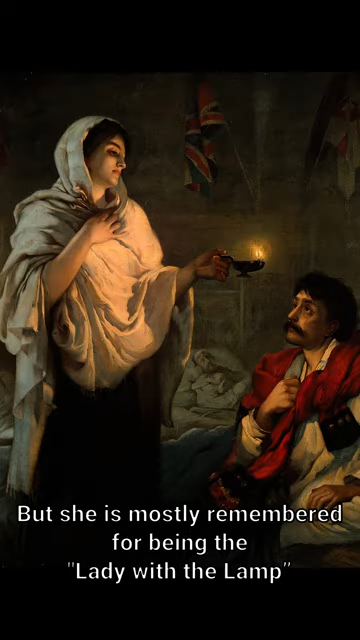 But she is mostly remembered
for being the
"Lady with the Lamp"